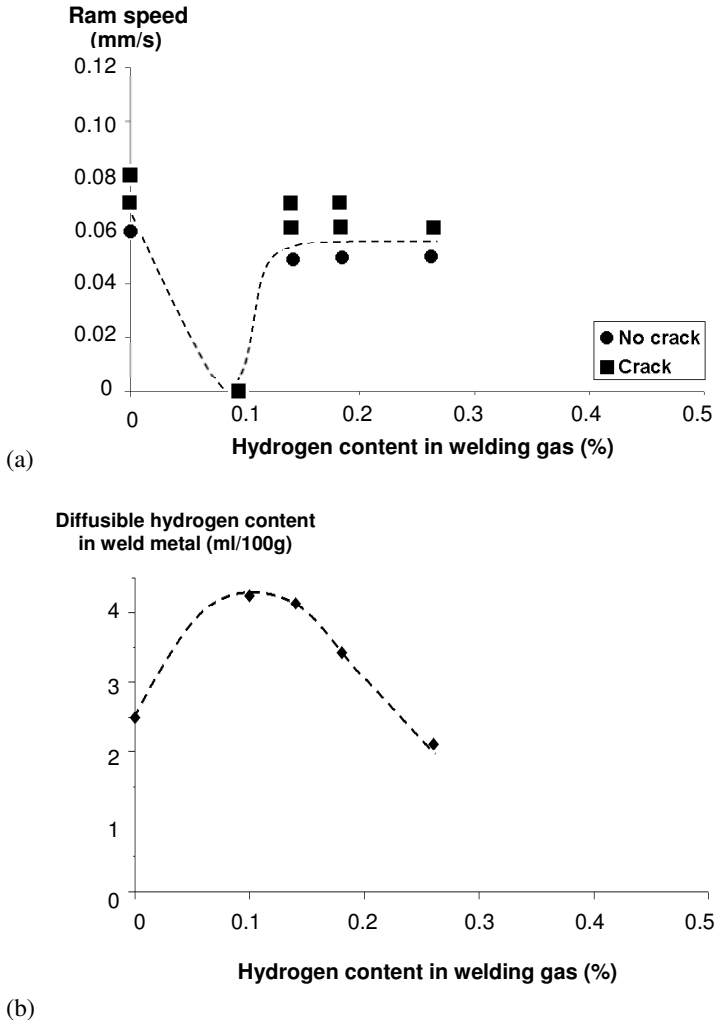 Ram speed
(mm/s)
0.12
0.10
0.08
0.06
0.04
0.02
0
0 0.1 0.2 0.3 0.4 0.5
No crack
Crack
Hydrogen content in welding gas (%)
(a)
Diffusible hydrogen content
in weld metal (ml/100g)
4
3
2
1
0
0 0.1 0.2 0.3 0.4 0.5
Hydrogen content in welding gas (%)
(b)